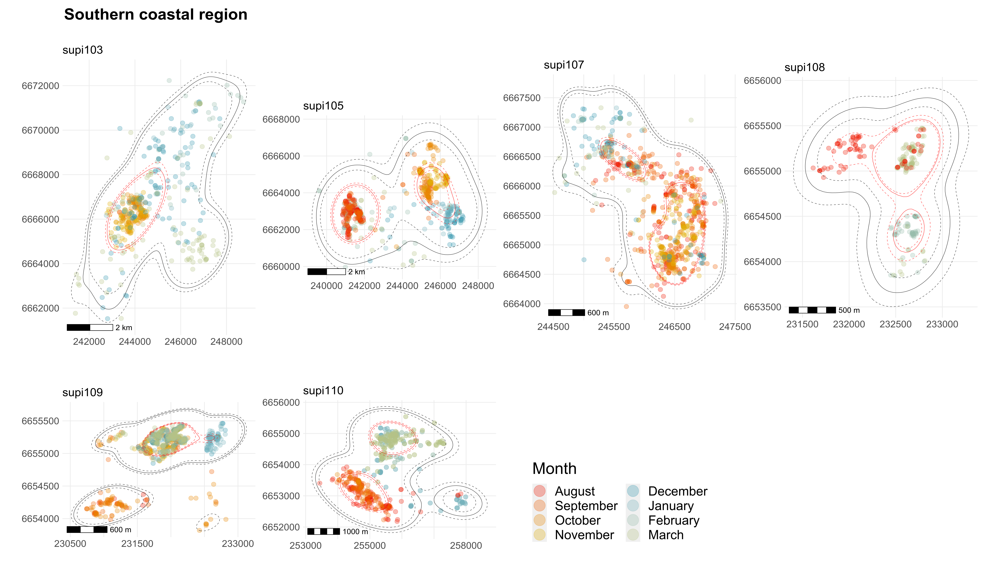 Southern coastal region
supi103
6672000
6670000
6668000
6666000
6664000
6662000
2 km
242000 244000 246000 248000
supi105
6668000
6666000
6664000
6662000
6660000
2 km
240000 242000 244000 246000 248000
supi107
6667500
6667000
6666500
6666000
6665500
6665000
6664500
6664000
600 m
244500 245500 246500 247500
supi108
6656000
6655500
6655000
6654500
6654000
6653500
500 m
231500 232000 232500 233000
supi109
6655500
6655000
6654500
6654000
600 m
230500 231500 233000
supi110
6656000
6655000
6654000
6653000
6652000
1000 m
253000 255000 258000
Month
August December
September January
October February
November March